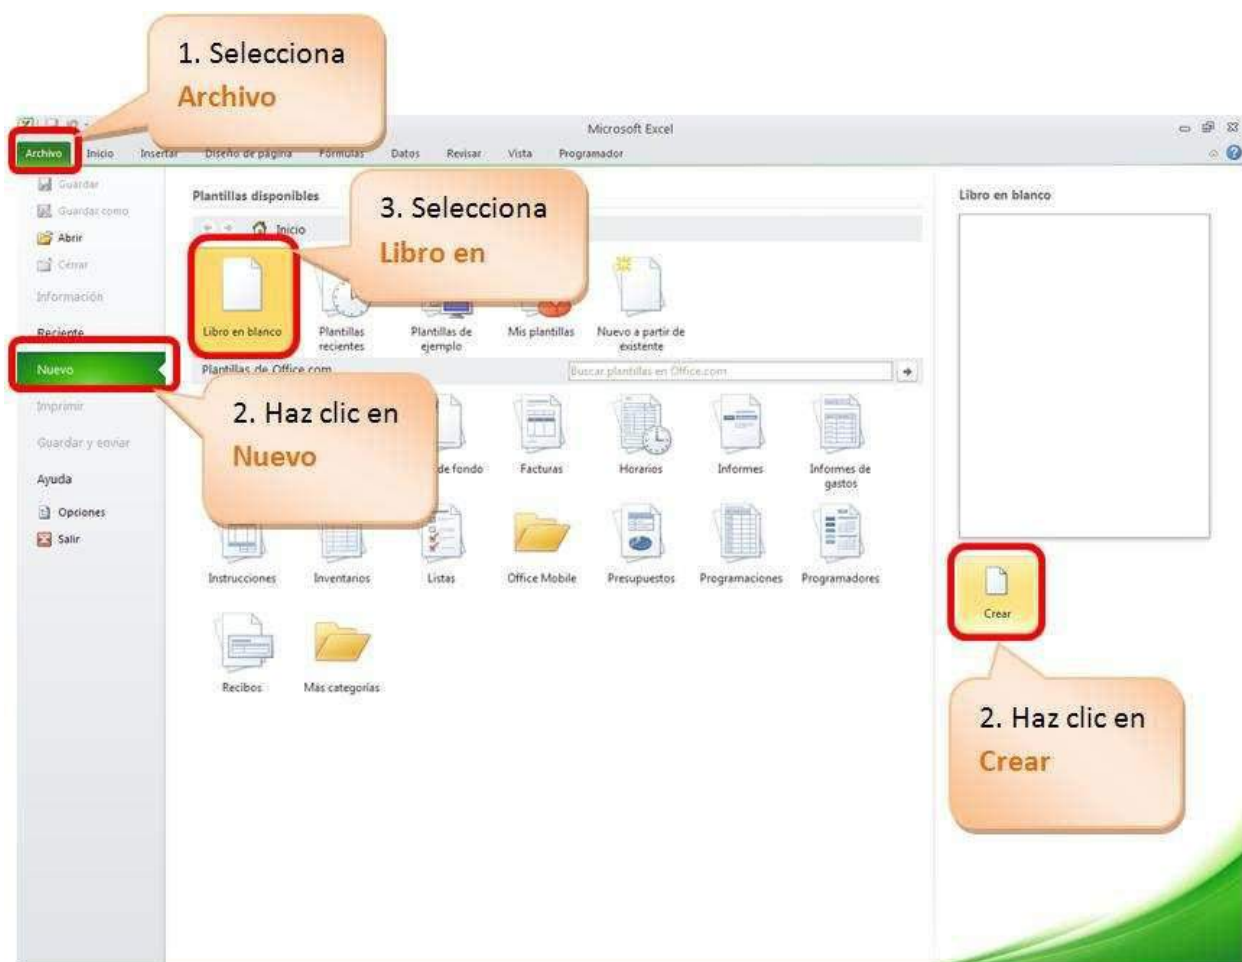 1. Selecciona
Archivo
Microsoft Excel
Archivo Inicio Insertar Diseño de página Fórmulas Datos Revisar Vista Programador
Guardar
Guardar como
Abrir
Cerrar
Información
Reciente
Nuevo
Imprimir
Guardar y enviar
Ayuda
Opciones
Salir
Plantillas disponibles
Inicio
3. Selecciona
Libro en
Libro en blanco
Plantillas recientes
Plantillas de ejemplo
Mis plantillas
Nuevo a partir de existente
Plantillas de Office.com
Buscar plantillas en Office.com
2. Haz clic en
Nuevo
de fondo Facturas Horarios Informes Informes de gastos
Instrucciones Inventarios Listas Office Mobile Presupuestos Programaciones Programadores
Recibos Más categorías
Libro en blanco
Crear
2. Haz clic en
Crear